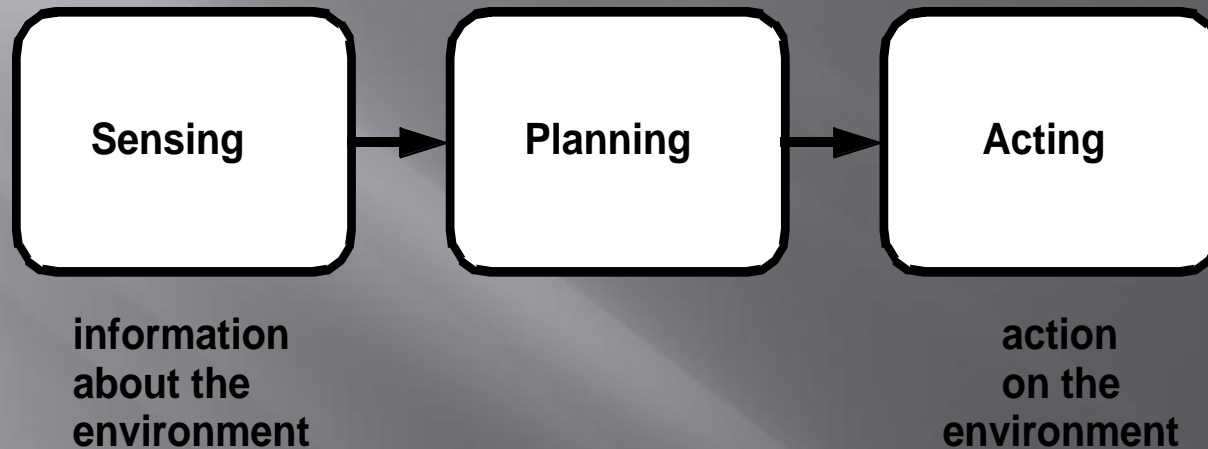 Sensing
Planning
Acting
information
about the
environment
action
on the
environment